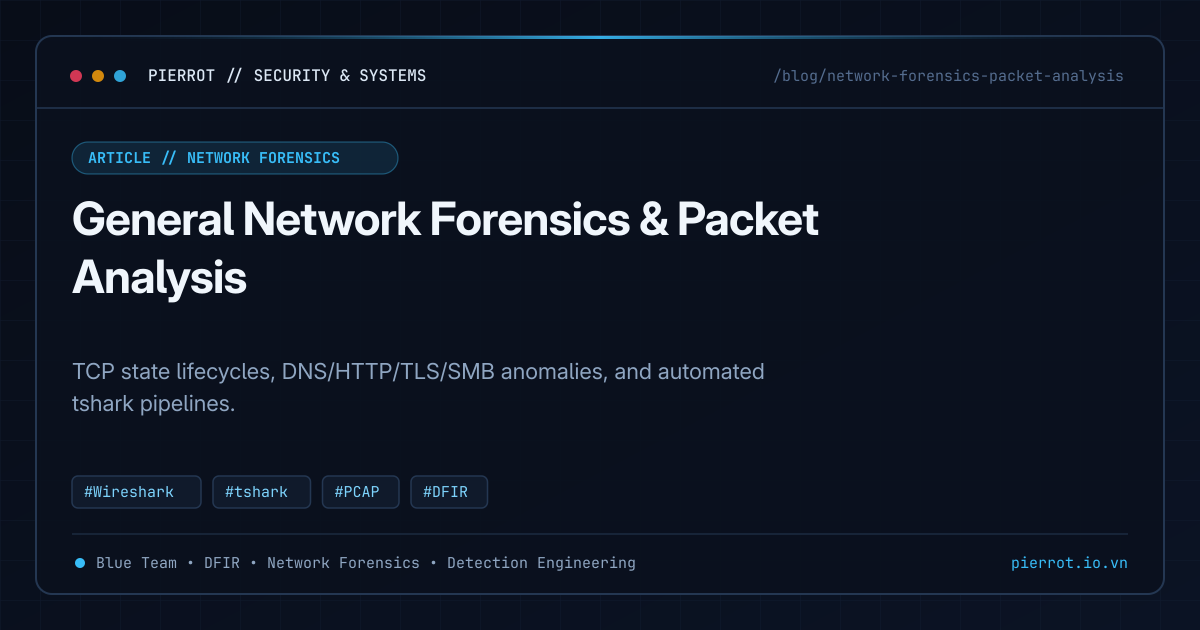 PIERROT // SECURITY & SYSTEMS
/blog/network-forensics-packet-analysis
ARTICLE // NETWORK FORENSICS
General Network Forensics & Packet
Analysis
TCP state lifecycles, DNS/HTTP/TLS/SMB anomalies, and automated
tshark pipelines.
#Wireshark #tshark #PCAP #DFIR
Blue Team • DFIR • Network Forensics • Detection Engineering
pierrot.io.vn